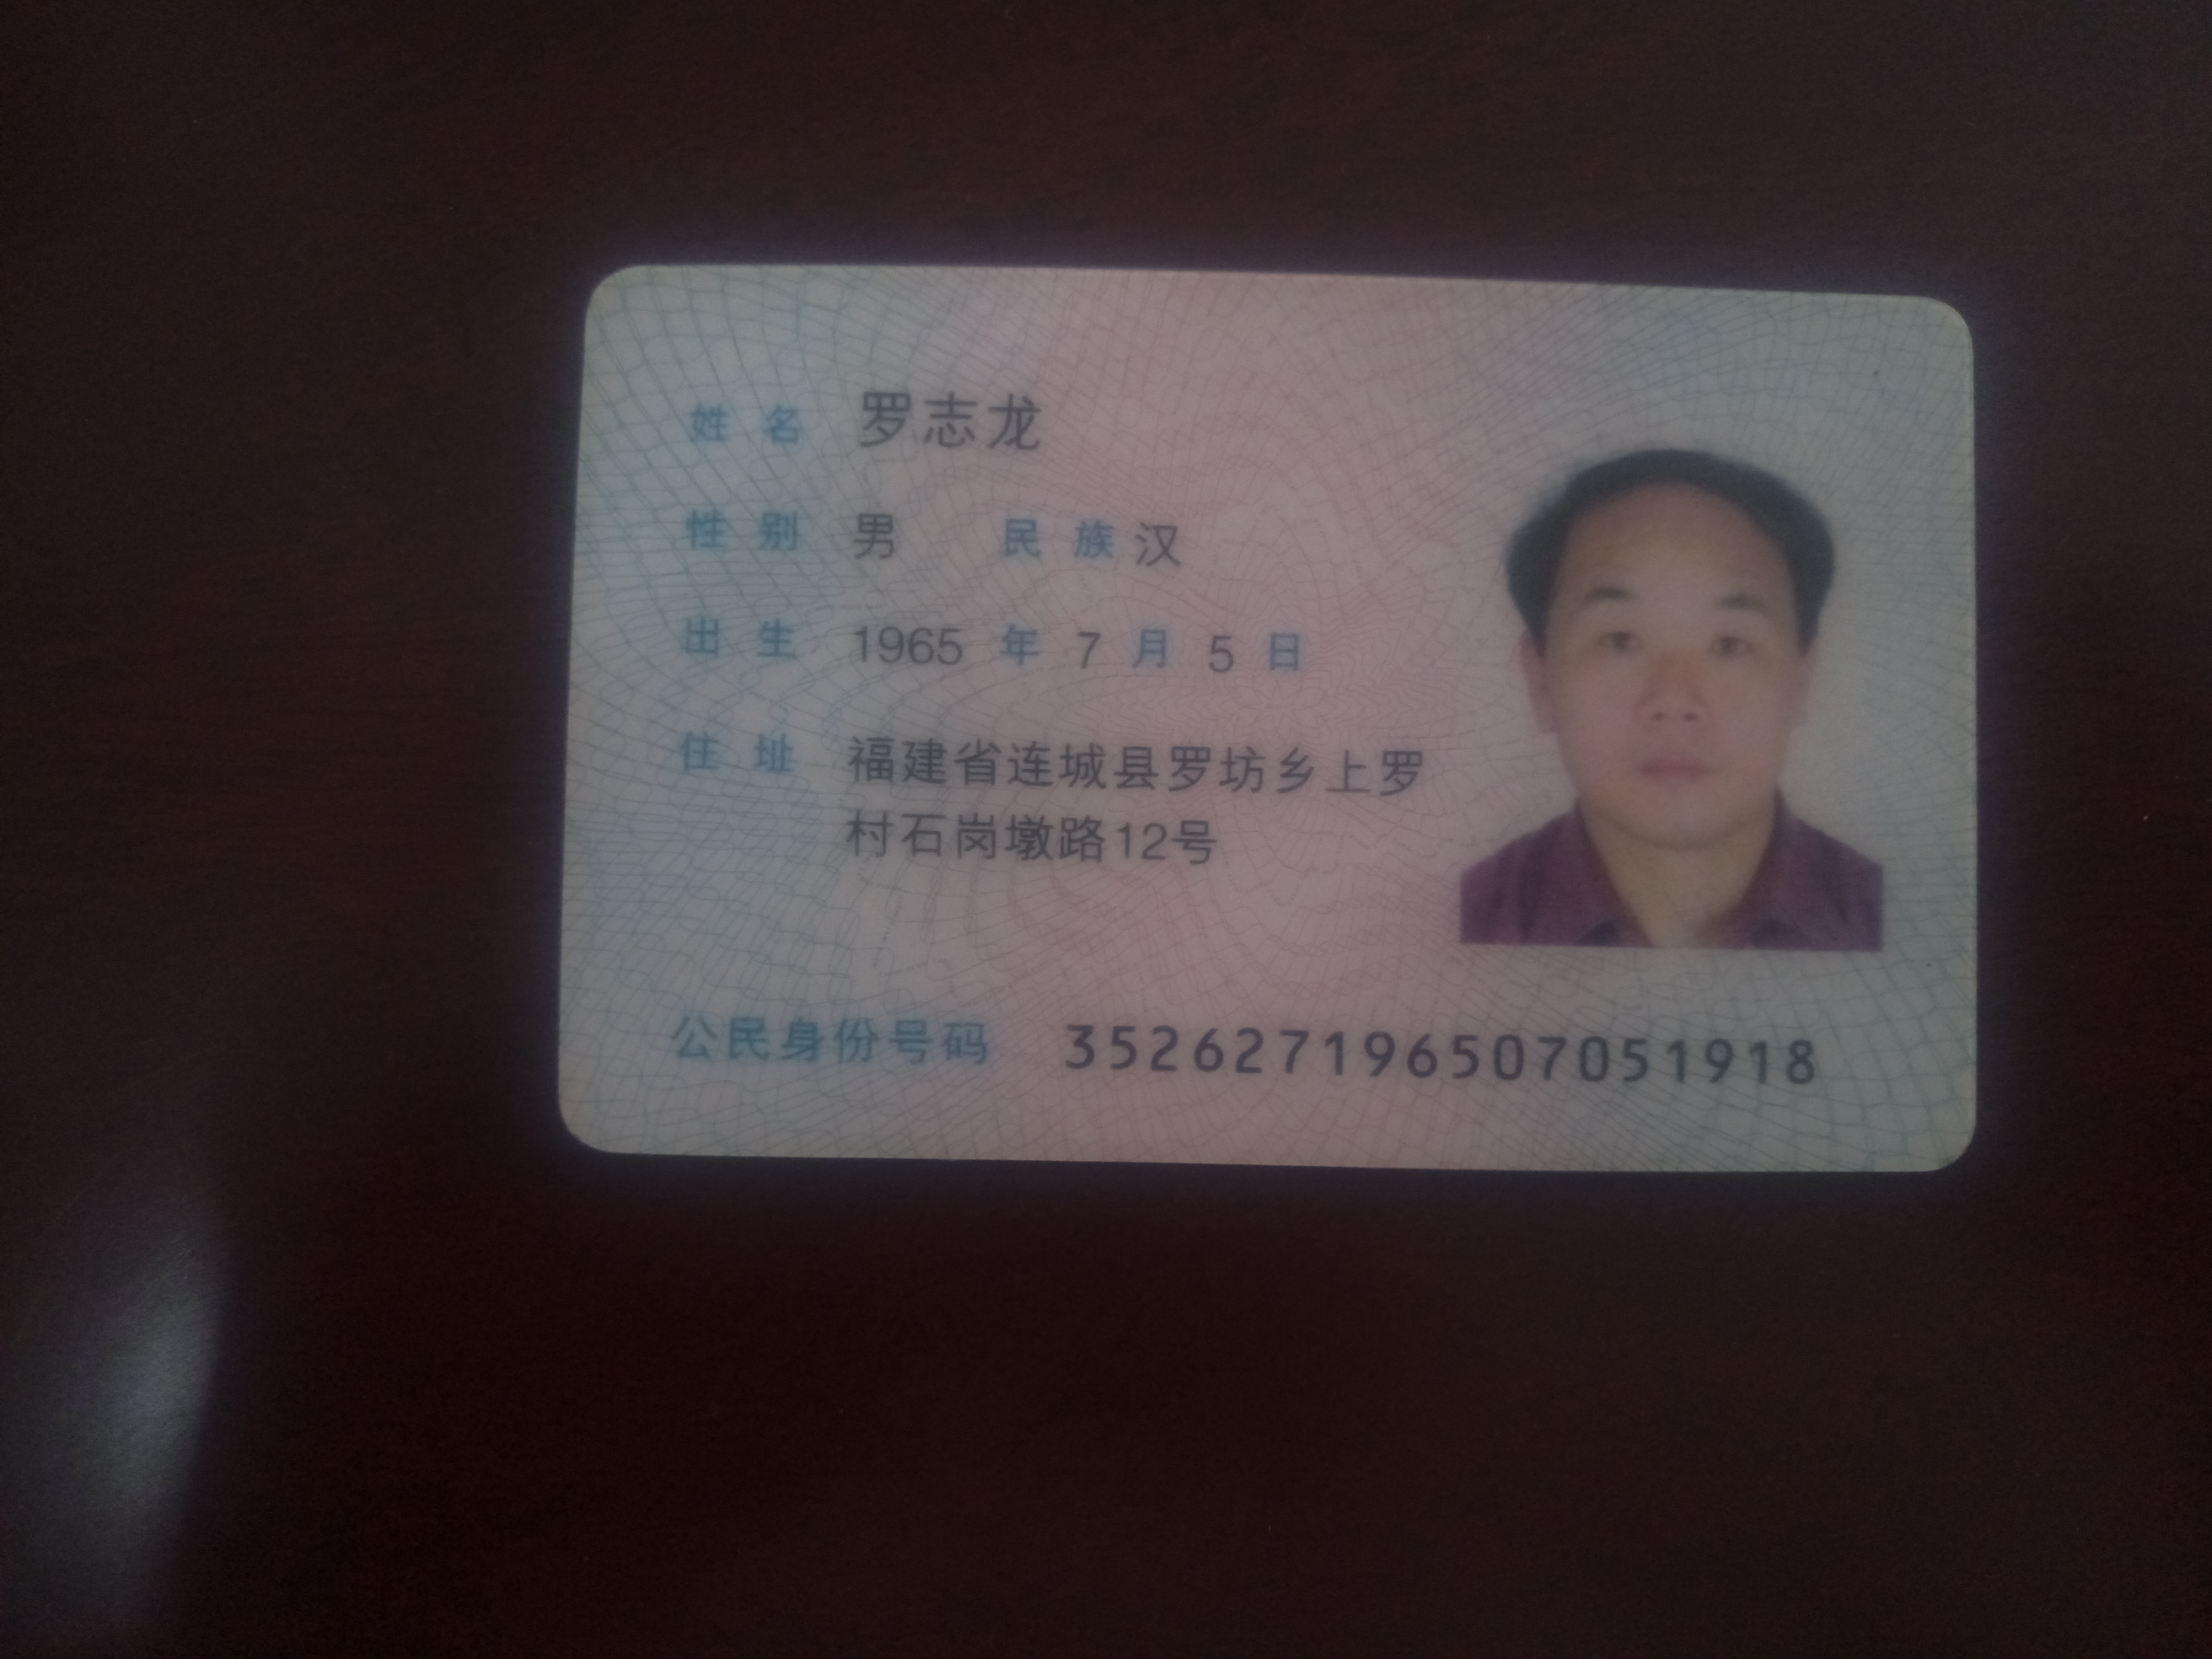 姓名 罗志龙
性别 男 民族 汉
出生 1965 年 7 月 5 日
住址 福建省连城县罗坊乡上罗
村石岗墩路12号
公民身份号码 352627196507051918